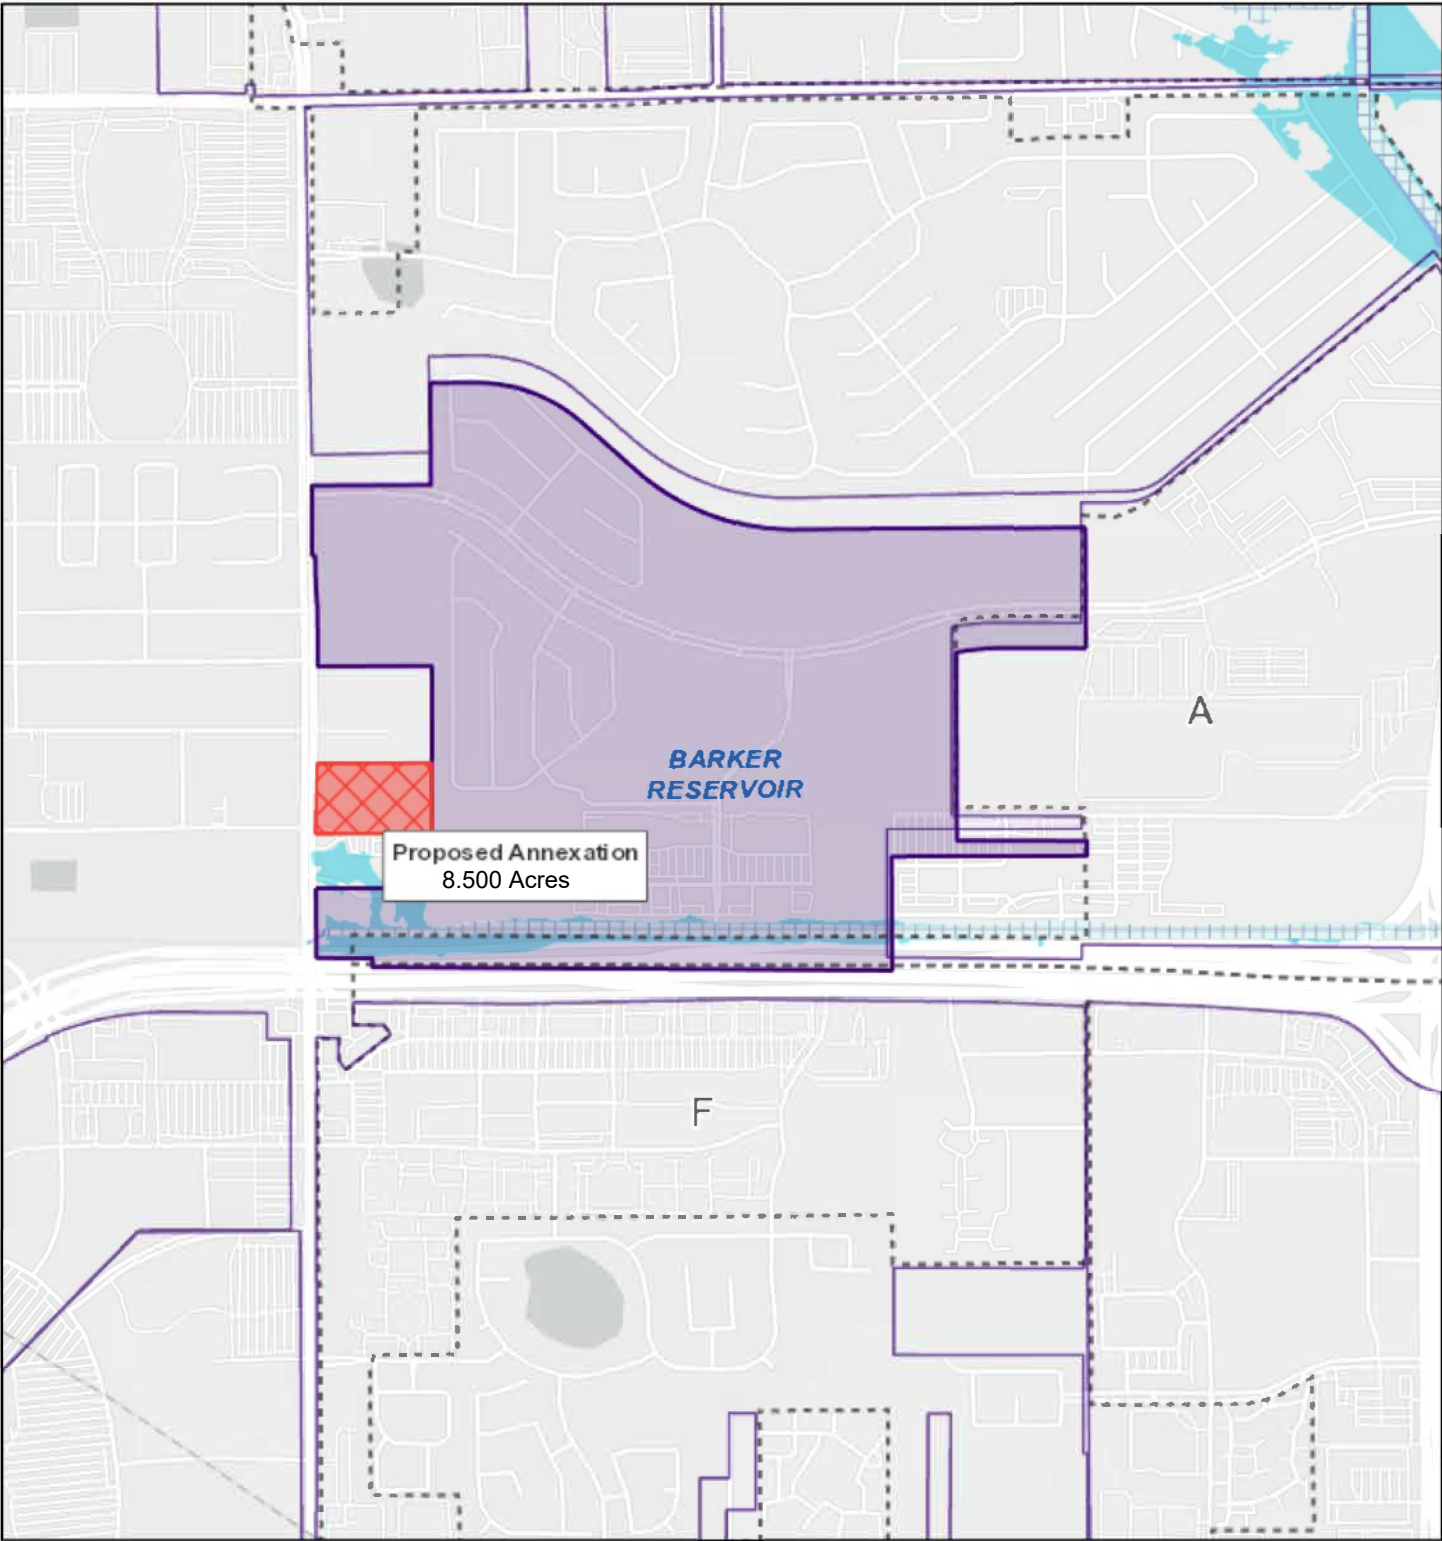 A
BARKER
RESERVOIR
Proposed Annexation
8.500 Acres
F